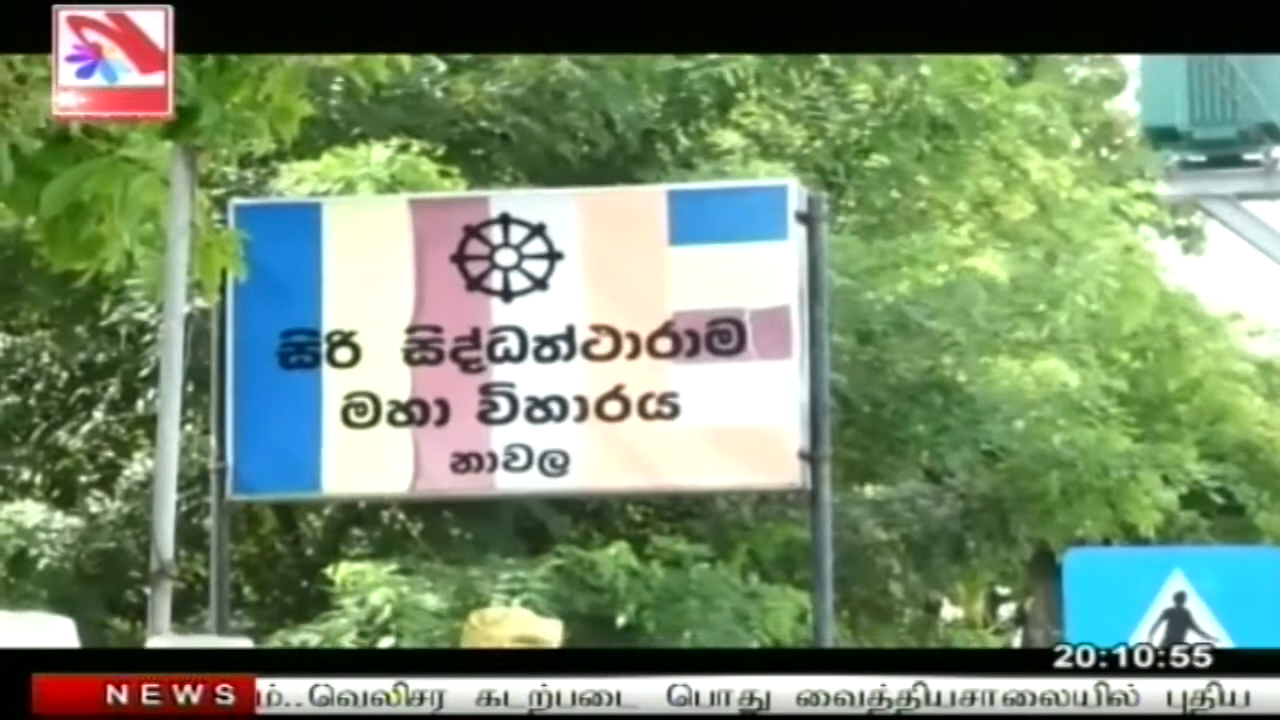 සිරි සිද්ධත්ථාරාම
මහා විහාරය
නාවල
20:10:55
NEWS ம்..வெலிசர கடற்படை பொது வைத்தியசாலையில் புதிய